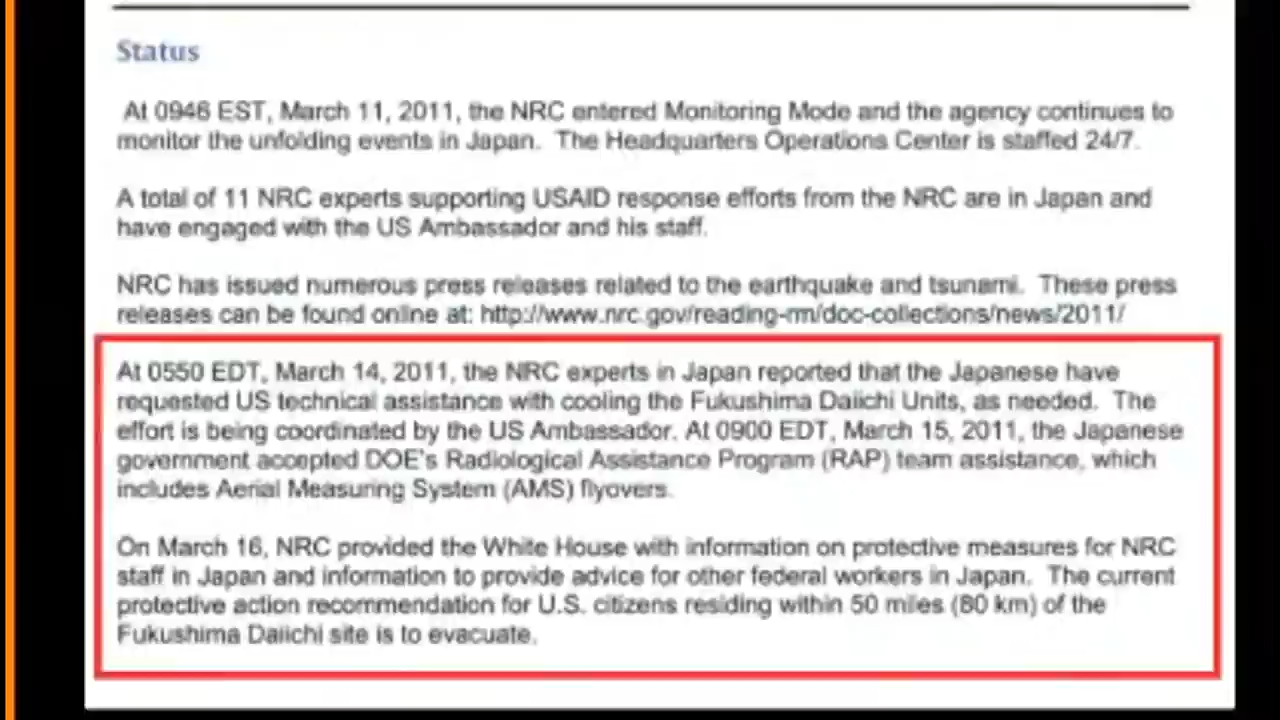 Status
At 0946 EST, March 11, 2011, the NRC entered Monitoring Mode and the agency continues to
monitor the unfolding events in Japan. The Headquarters Operations Center is staffed 24/7.
A total of 11 NRC experts supporting USAID response efforts from the NRC are in Japan and
have engaged with the US Ambassador and his staff.
NRC has issued numerous press releases related to the earthquake and tsunami. These press
releases can be found online at: http://www.nrc.gov/reading-rm/doc-collections/news/2011/
At 0550 EDT, March 14, 2011, the NRC experts in Japan reported that the Japanese have
requested US technical assistance with cooling the Fukushima Daiichi Units, as needed. The
effort is being coordinated by the US Ambassador. At 0900 EDT, March 15, 2011, the Japanese
government accepted DOE's Radiological Assistance Program (RAP) team assistance, which
includes Aerial Measuring System (AMS) flyovers.
On March 16, NRC provided the White House with information on protective measures for NRC
staff in Japan and information to provide advice for other federal workers in Japan. The current
protective action recommendation for U.S. citizens residing within 50 miles (80 km) of the
Fukushima Daiichi site is to evacuate.